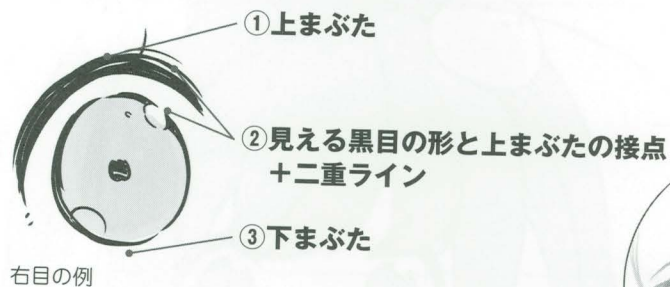 ①上まぶた
②見える黒目の形と上まぶたの接点
＋二重ライン
③下まぶた
右目の例